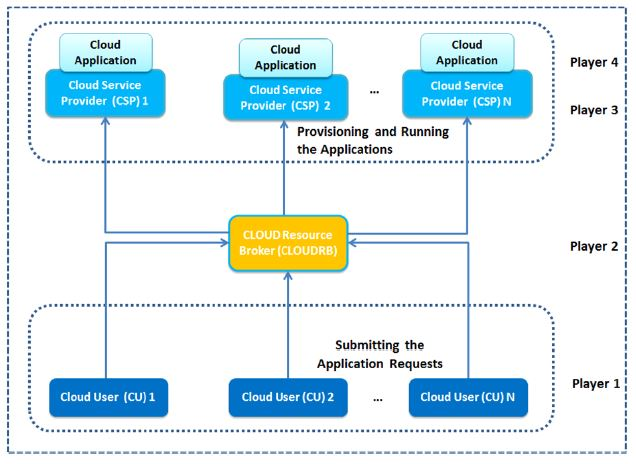 Cloud
Application
Cloud
Application
Cloud
Application
Player 4
Cloud Service
Provider (CSP) 1
Cloud Service
Provider (CSP) 2
...
Cloud Service
Provider (CSP) N
Player 3
Provisioning and Running
the Applications
CLOUD Resource
Broker (CLOUDRB)
Player 2
Submitting the
Application Requests
Cloud User (CU) 1
Cloud User (CU) 2
...
Cloud User (CU) N
Player 1